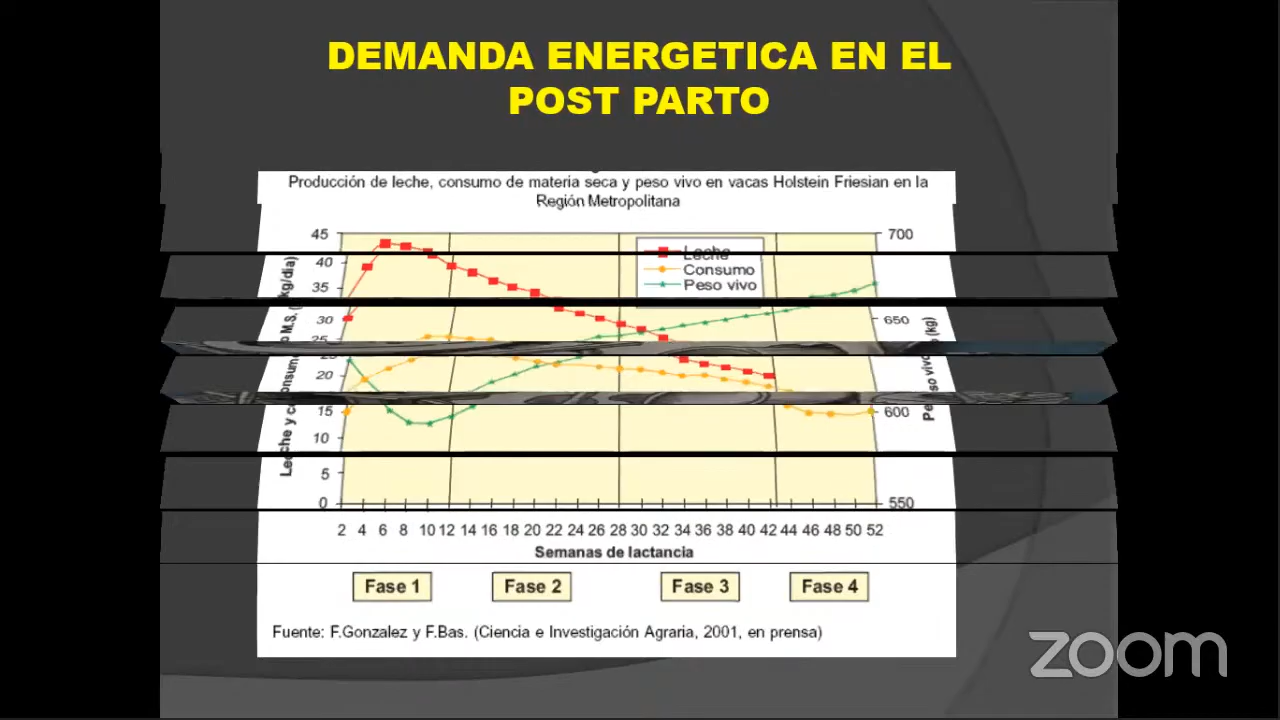 DEMANDA ENERGETICA EN EL
POST PARTO
Producción de leche, consumo de materia seca y peso vivo en vacas Holstein Friesian en la
Región Metropolitana
45
40
35
30
25
20
15
10
5
0
700
650
600
550
Leche
Consumo
Peso vivo
M.S.
kg/día)
(kg)
2 4 6 8 10 12 14 16 18 20 22 24 26 28 30 32 34 36 38 40 42 44 46 48 50 52
Semanas de lactancia
Fase 1 Fase 2 Fase 3 Fase 4
Fuente: F.Gonzalez y F.Bas. (Ciencia e Investigación Agraria, 2001, en prensa)
zoom